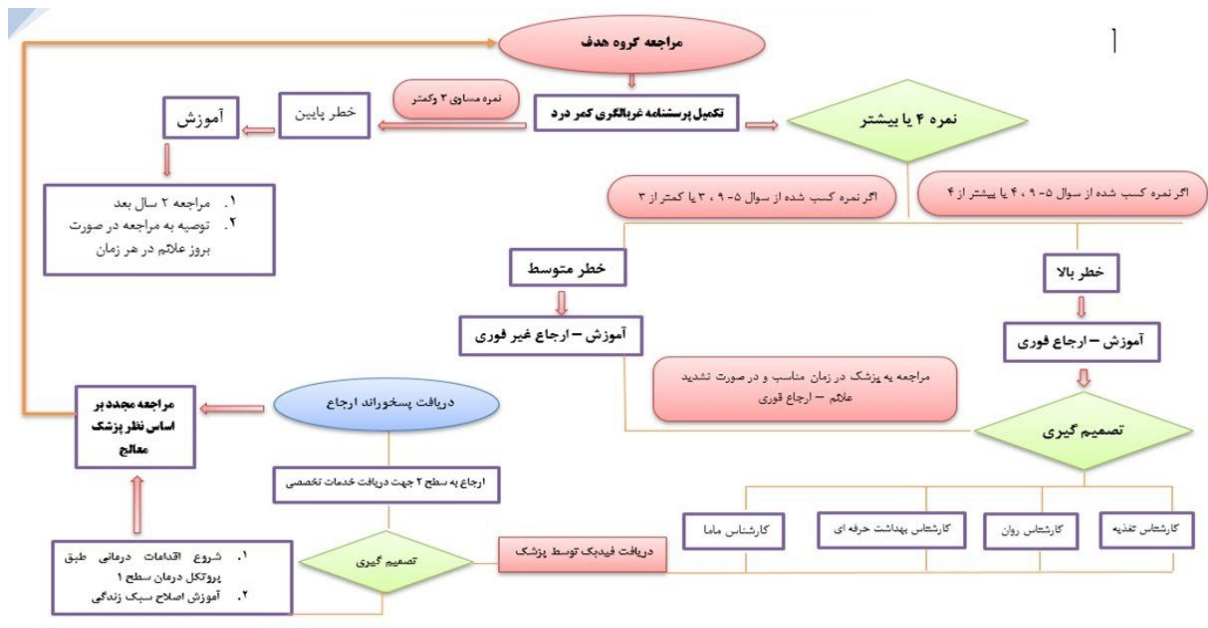 أ
مراجعه گروه هدف
تکمیل پرسشنامه غربالگری کمر درد
نمره ۴ یا بیشتر
نمره مساوی ۳ وکمتر
خطر پایین
آموزش
۱. مراجعه ۲ سال بعد
۲. توصیه به مراجعه در صورت
بروز علائم در هر زمان
اگر نمره کسب شده از سوال ۵- ۹ ، ۴ یا بیشتر از ۴
اگر نمره کسب شده از سوال ۵- ۹ ، ۳ یا کمتر از ۳
خطر بالا
خطر متوسط
آموزش – ارجاع فوری
آموزش – ارجاع غیر فوری
مراجعه به پزشک در زمان مناسب و در صورت تشدید
علائم – ارجاع فوری
تصمیم گیری
کارشناس تغذیه
کارشناس روان
کارشناس بهداشت حرفه ای
کارشناس ماما
دریافت فیدبک توسط پزشک
تصمیم گیری
ارجاع به سطح ۲ جهت دریافت خدمات تخصصی
دریافت پسخوراند ارجاع
۱. شروع اقدامات درمانی طبق
پروتکل درمان سطح ۱
۲. آموزش اصلاح سبک زندگی
مراجعه مجدد بر
اساس نظر پزشک
معالج